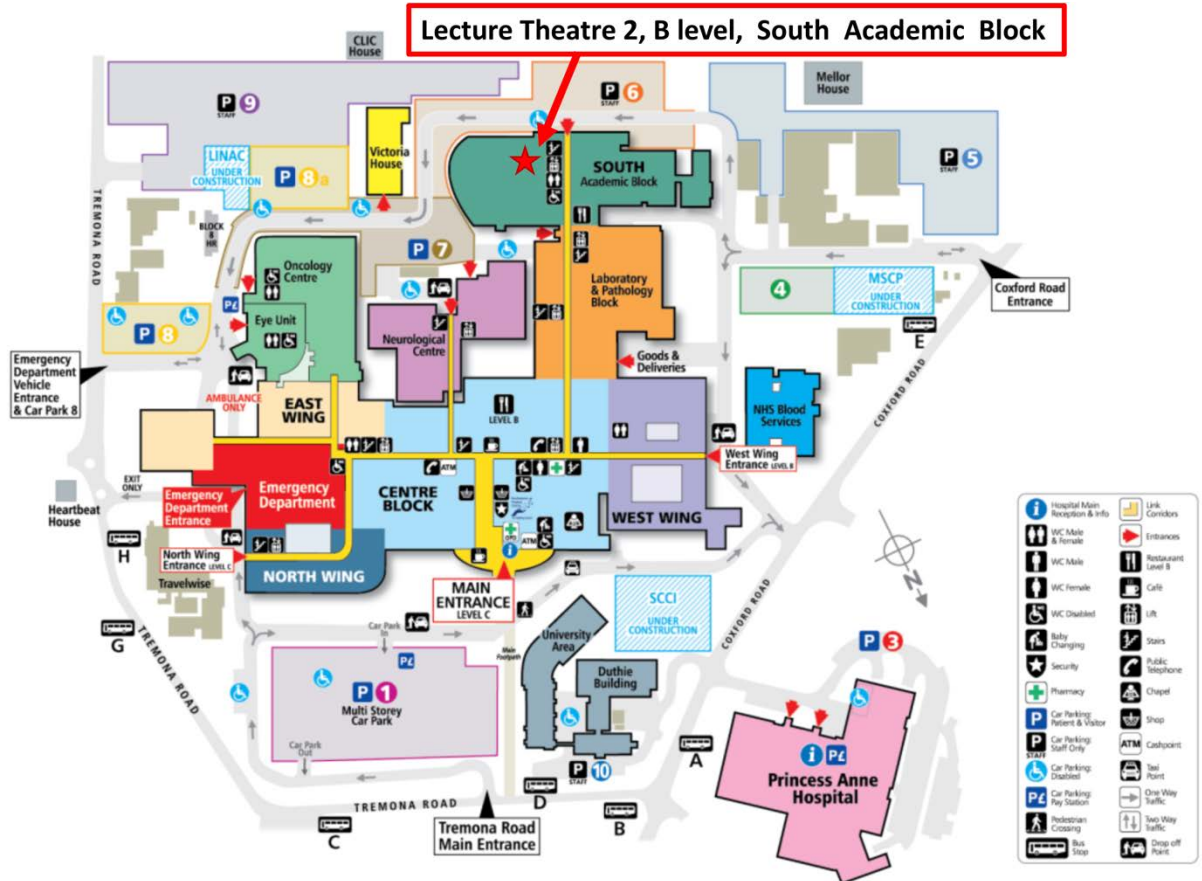 Lecture Theatre 2, B level, South Academic Block
CLIC
House
Mellor
House
P
STAFF
9
P
STAFF
6
P
STAFF
5
LINAC
UNDER
CONSTRUCTION
P
8a
Victoria
House
SOUTH
Academic Block
TREMONA ROAD
BLOCK
8 HR
P
7
Oncology
Centre
Laboratory
& Pathology
Block
4
MSCP
UNDER
CONSTRUCTION
Coxford Road
Entrance
P£
P
8
Eye Unit
Neurological
Centre
E
Goods &
Deliveries
Emergency
Department
Vehicle
Entrance
& Car Park 8
AMBULANCE
ONLY
EAST
WING
LEVEL B
NHS Blood
Services
COXFORD ROAD
West Wing
Entrance LEVEL B
ATM
EXIT
ONLY
Heartbeat
House
Emergency
Department
Entrance
Emergency
Department
CENTRE
BLOCK
WEST WING
ATM
i
H
North Wing
Entrance LEVEL C
Travelwise
NORTH WING
MAIN
ENTRANCE
LEVEL C
N
SCCI
UNDER
CONSTRUCTION
COXFORD ROAD
G
TREMONA ROAD
Car Park
In
Main
Footpath
University
Area
Duthie
Building
P£
P
1
Multi Storey
Car Park
Car Park
Out
P
3
A
P
STAFF
10
D
B
C
TREMONA ROAD
Tremona Road
Main Entrance
i
P£
Princess Anne
Hospital
i
Hospital Main
Reception & Info
Link
Corridors
WC Male
& Female
Entrances
WC Male
Restaurant
Level B
WC Female
Café
WC Disabled
Lift
Baby
Changing
Stairs
Security
Public
Telephone
Pharmacy
Chapel
P
Car Parking:
Patient & Visitor
Shop
P
STAFF
Car Parking:
Staff Only
ATM
Cashpoint
Car Parking:
Disabled
Taxi
Point
P£
Car Parking:
Pay Station
One Way
Traffic
Pedestrian
Crossing
Two Way
Traffic
Bus
Stop
Drop off
Point